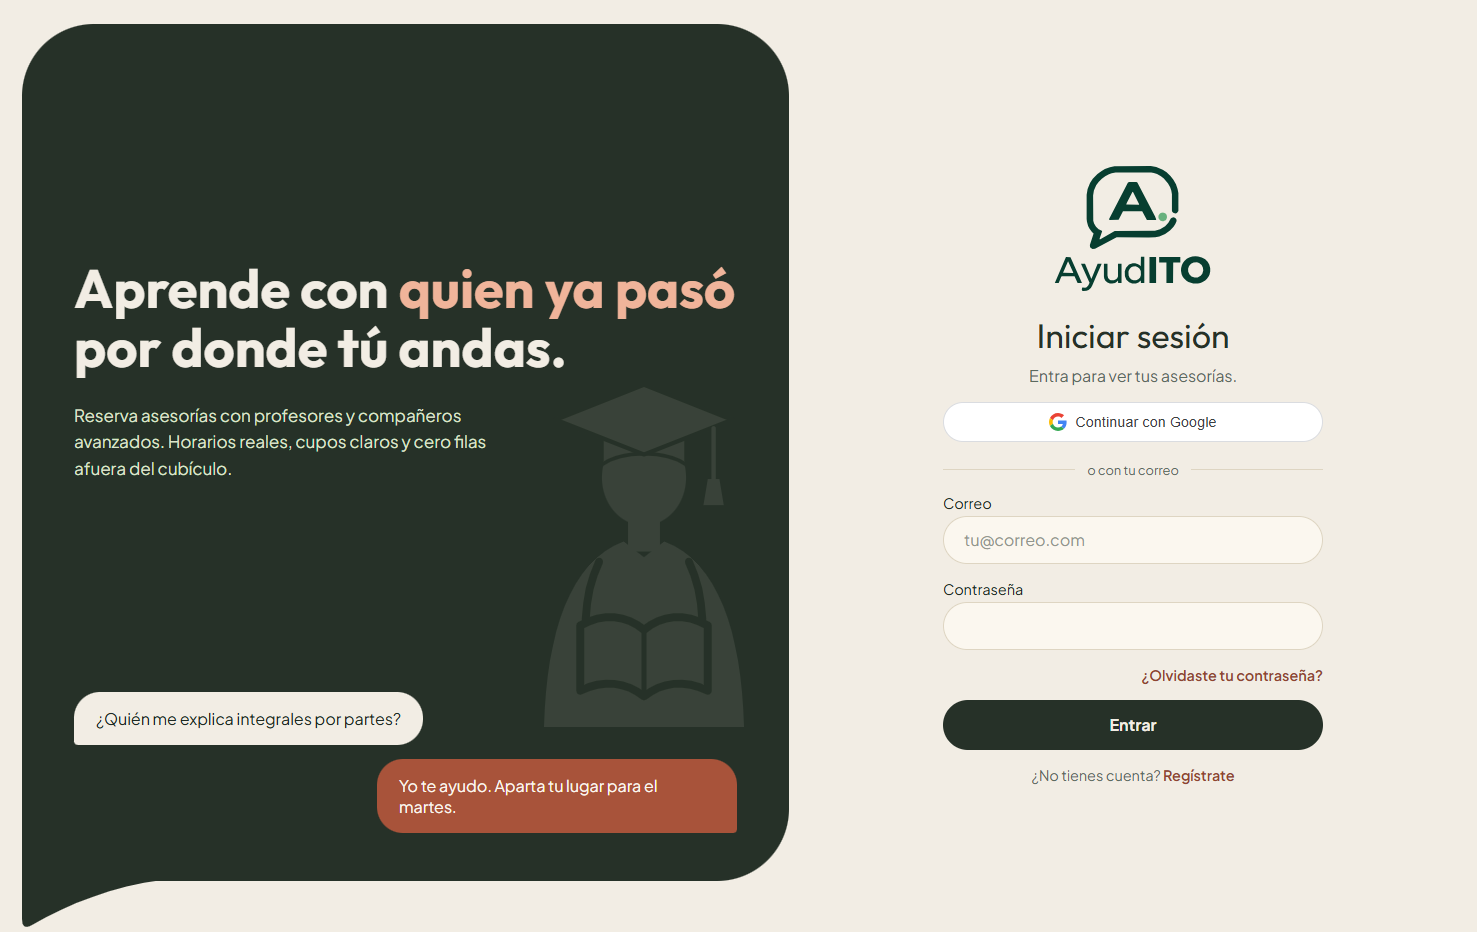 Aprende con quien ya pasó
por donde tú andas.
Reserva asesorías con profesores y compañeros
avanzados. Horarios reales, cupos claros y cero filas
afuera del cubículo.
¿Quién me explica integrales por partes?
Yo te ayudo. Aparta tu lugar para el
martes.
A.
AyudITO
Iniciar sesión
Entra para ver tus asesorías.
Continuar con Google
o con tu correo
Correo
tu@correo.com
Contraseña
¿Olvidaste tu contraseña?
Entrar
¿No tienes cuenta? Regístrate